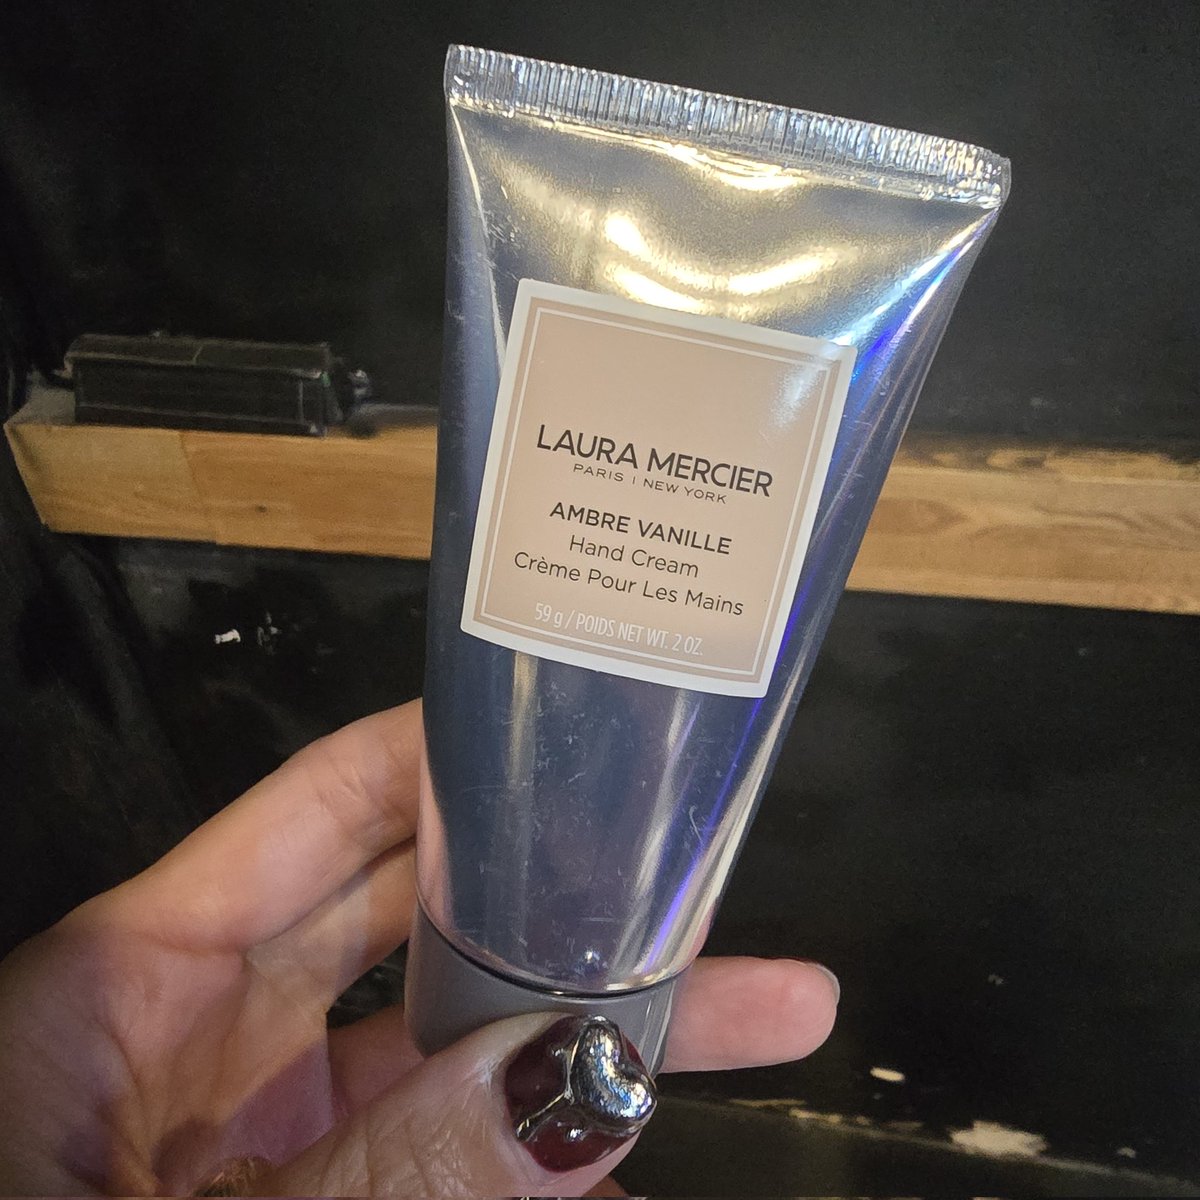 LAURA MERCIER
PARIS | NEW YORK
AMBRE VANILLE
Hand Cream
Crème Pour Les Mains
59 g / POIDS NET WT. 2 OZ.